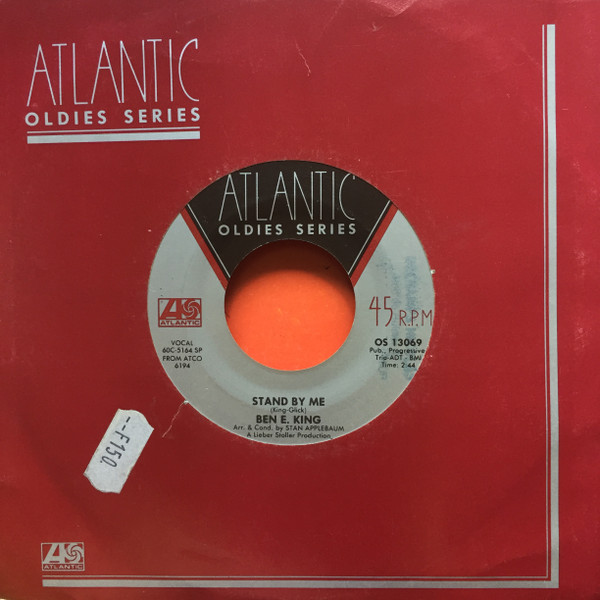 ATLANTIC
OLDIES SERIES
ATLANTIC
OLDIES SERIES
ATLANTIC
45 R.P.M
VOCAL
60C-5164 SP
FROM ATCO
6194
OS 13069
Pub., Progressive
Trio-ADT - BMI
Time: 2:44
STAND BY ME
(King-Glick)
BEN E. KING
Arr. & Cond. by STAN APPLEBAUM
A Lieber Stoller Production
--F150
ATLANTIC